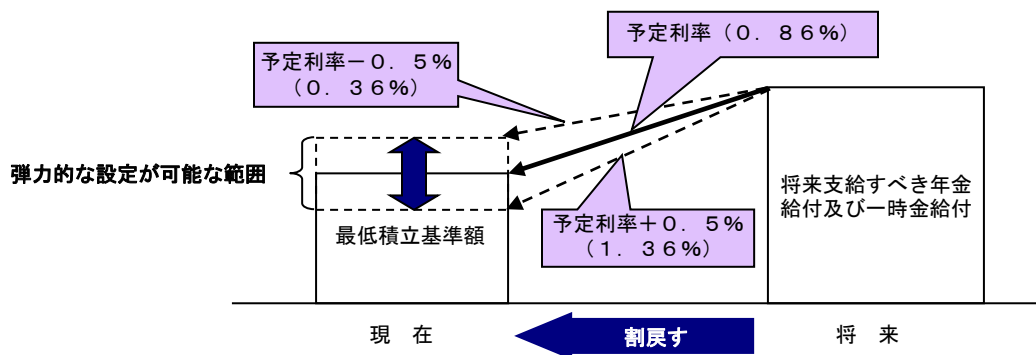 予定利率（０．８６％）
予定利率－０．５％
（０．３６％）
弾力的な設定が可能な範囲
将来支給すべき年金
給付及び一時金給付
予定利率＋０．５％
（１．３６％）
最低積立基準額
現 在
割戻す
将 来